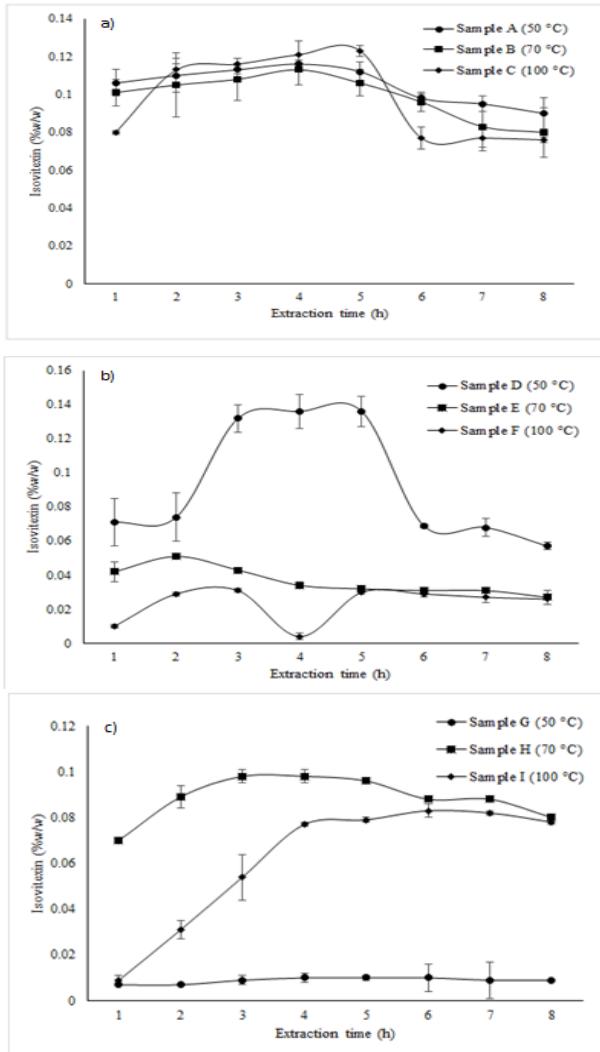 a)
Sample A (50 °C)
Sample B (70 °C)
Sample C (100 °C)
0.14
0.12
0.1
0.08
0.06
0.04
0.02
0
Isovitexin (%w/w)
1 2 3 4 5 6 7 8
Extraction time (h)
b)
Sample D (50 °C)
Sample E (70 °C)
Sample F (100 °C)
0.16
0.14
0.12
0.1
0.08
0.06
0.04
0.02
0
Isovitexin (%w/w)
1 2 3 4 5 6 7 8
Extraction time (h)
c)
Sample G (50 °C)
Sample H (70 °C)
Sample I (100 °C)
0.12
0.1
0.08
0.06
0.04
0.02
0
Isovitexin (%w/w)
1 2 3 4 5 6 7 8
Extraction time (h)